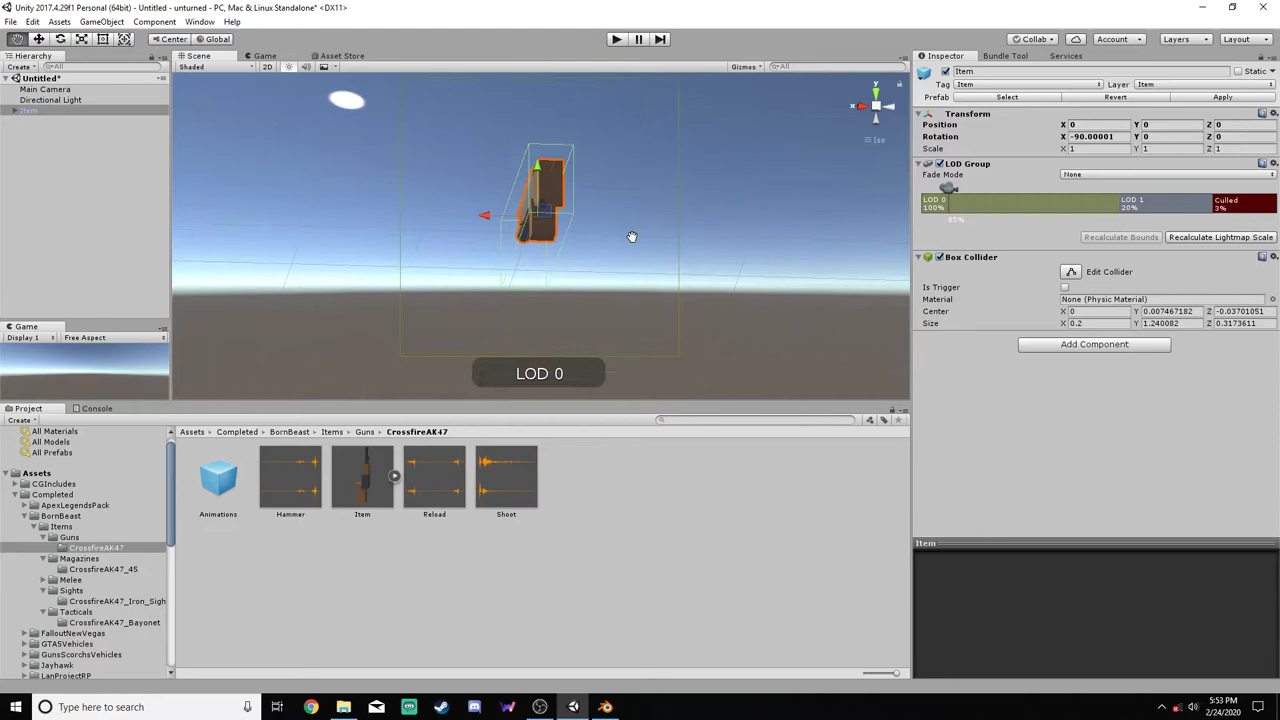 Unity 2017.4.29f1 Personal (64bit) - Untitled - unturned - PC, Mac & Linux Standalone* <DX11>
File Edit Assets GameObject Component Window Help
Center Global Collab Account Layers Layout
Hierarchy Scene Game Asset Store Inspector Bundle Tool Services
Create All Shaded 2D Gizmos All Item Static
Untitled* Tag Item Layer Item
Main Camera Prefab Select Revert Apply
Directional Light
Item
y
x
Iso
Transform
Position X 0 Y 0 Z 0
Rotation X -90.00001 Y 0 Z 0
Scale X 1 Y 1 Z 1
LOD Group
Fade Mode None
LOD 0 LOD 1 Culled
100% 20% 3%
85%
Recalculate Bounds Recalculate Lightmap Scale
Box Collider
Edit Collider
Is Trigger
Material None (Physic Material)
Center X 0 Y 0.007467182 Z -0.03701051
Size X 0.2 Y 1.240082 Z 0.3173611
Add Component
Game
Display 1 Free Aspect
LOD 0
Project Console
Create
All Materials
All Models
All Prefabs
Assets
CGIncludes
Completed
ApexLegendsPack
BornBeast
Items
Guns
CrossfireAK47
Magazines
CrossfireAK47_45
Melee
Sights
CrossfireAK47_Iron_Sigh
Tacticals
CrossfireAK47_Bayonet
FalloutNewVegas
GTA5Vehicles
GunsScorchsVehicles
Jayhawk
LanProjectRP
Assets Completed BornBeast Items Guns CrossfireAK47
Animations Hammer Item Reload Shoot
Item
Type here to search
5:53 PM
2/24/2020